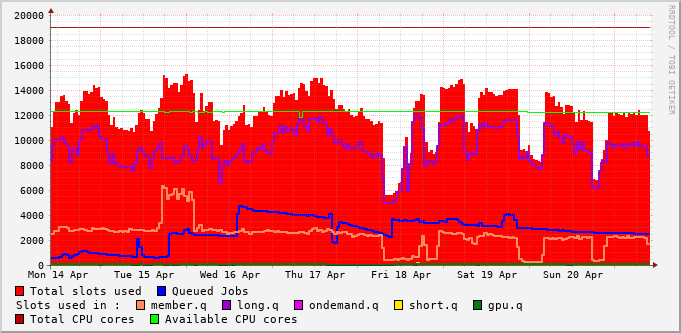 20000
18000
16000
14000
12000
10000
8000
6000
4000
2000
0
Mon 14 Apr Tue 15 Apr Wed 16 Apr Thu 17 Apr Fri 18 Apr Sat 19 Apr Sun 20 Apr
Total slots used Queued Jobs
Slots used in : member.q long.q ondemand.q short.q gpu.q
Total CPU cores Available CPU cores
RRDTOOL / TOBI OETIKER